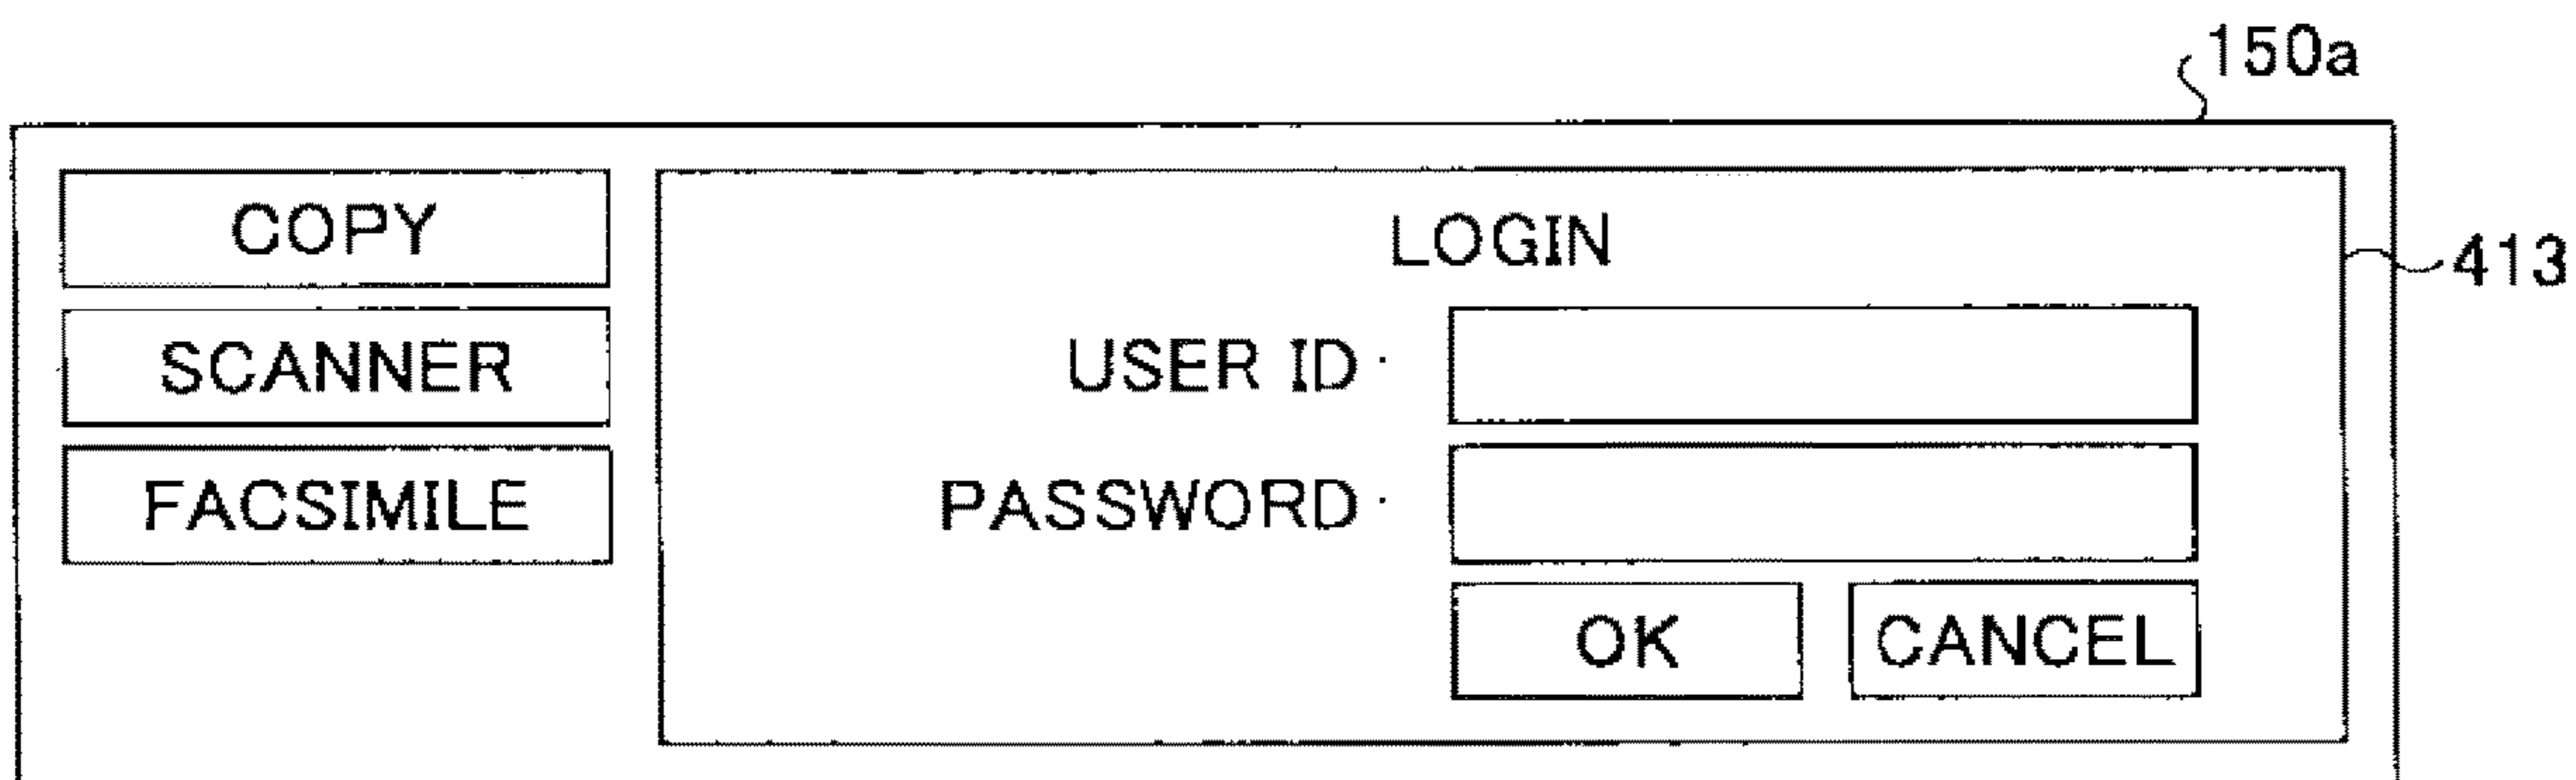 150a
COPY
SCANNER
FACSIMILE
LOGIN
413
USER ID ·
PASSWORD ·
OK
CANCEL